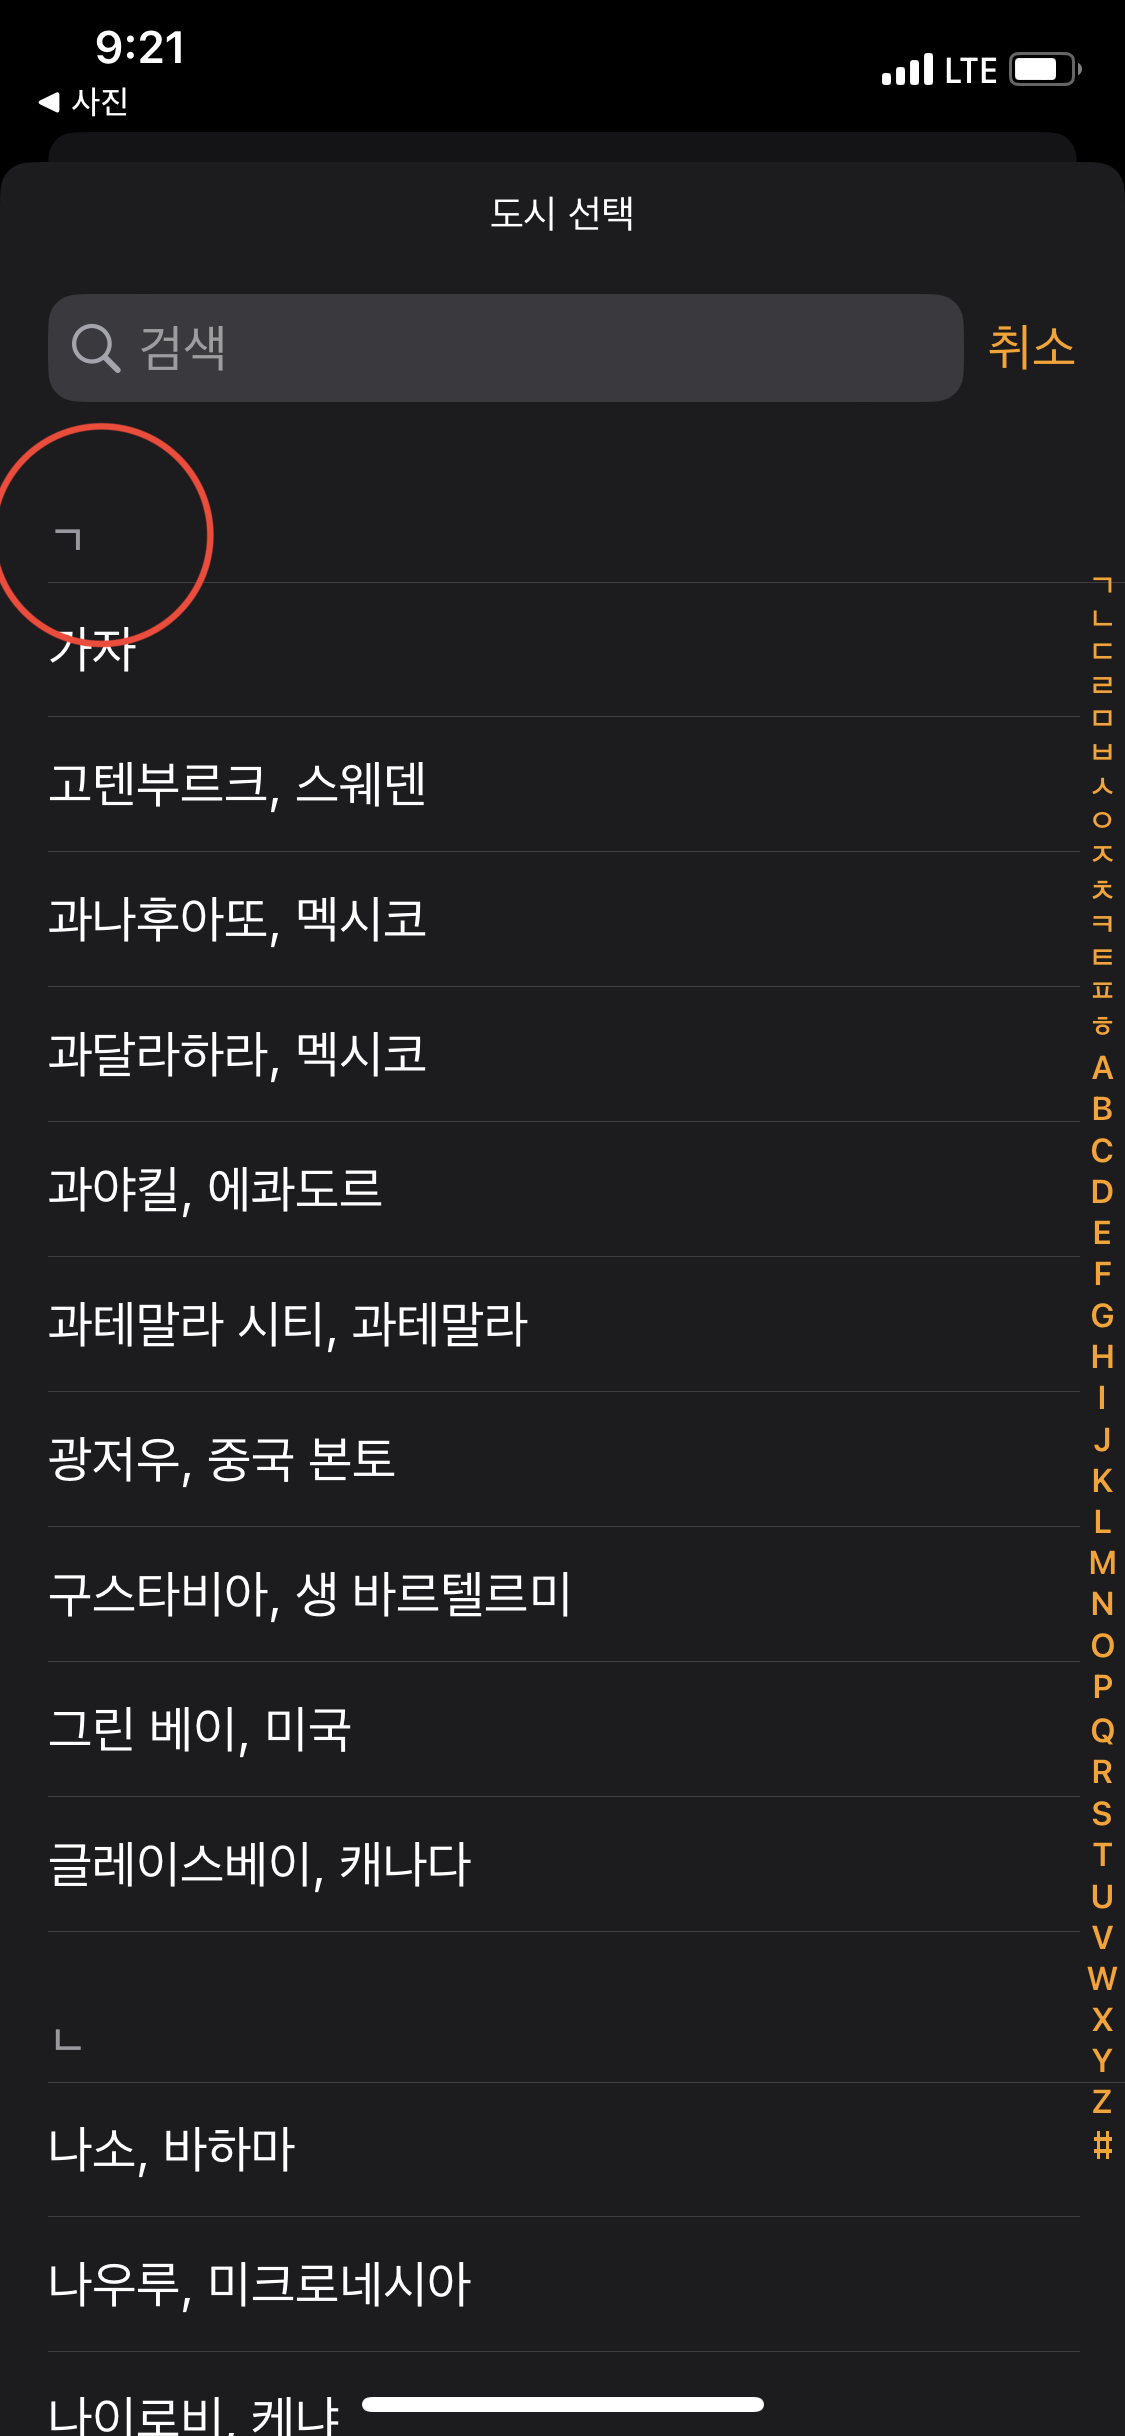 9:21
LTE
◀ 사진
도시 선택
검색
취소
ㄱ
가자
고텐부르크, 스웨덴
과나후아또, 멕시코
과달라하라, 멕시코
과야킬, 에콰도르
과테말라 시티, 과테말라
광저우, 중국 본토
구스타비아, 생 바르텔르미
그린 베이, 미국
글레이스베이, 캐나다
ㄴ
나소, 바하마
나우루, 미크로네시아
나이로비, 케냐
ㄱ
ㄴ
ㄷ
ㄹ
ㅁ
ㅂ
ㅅ
ㅇ
ㅈ
ㅊ
ㅋ
ㅌ
ㅍ
ㅎ
A
B
C
D
E
F
G
H
I
J
K
L
M
N
O
P
Q
R
S
T
U
V
W
X
Y
Z
#